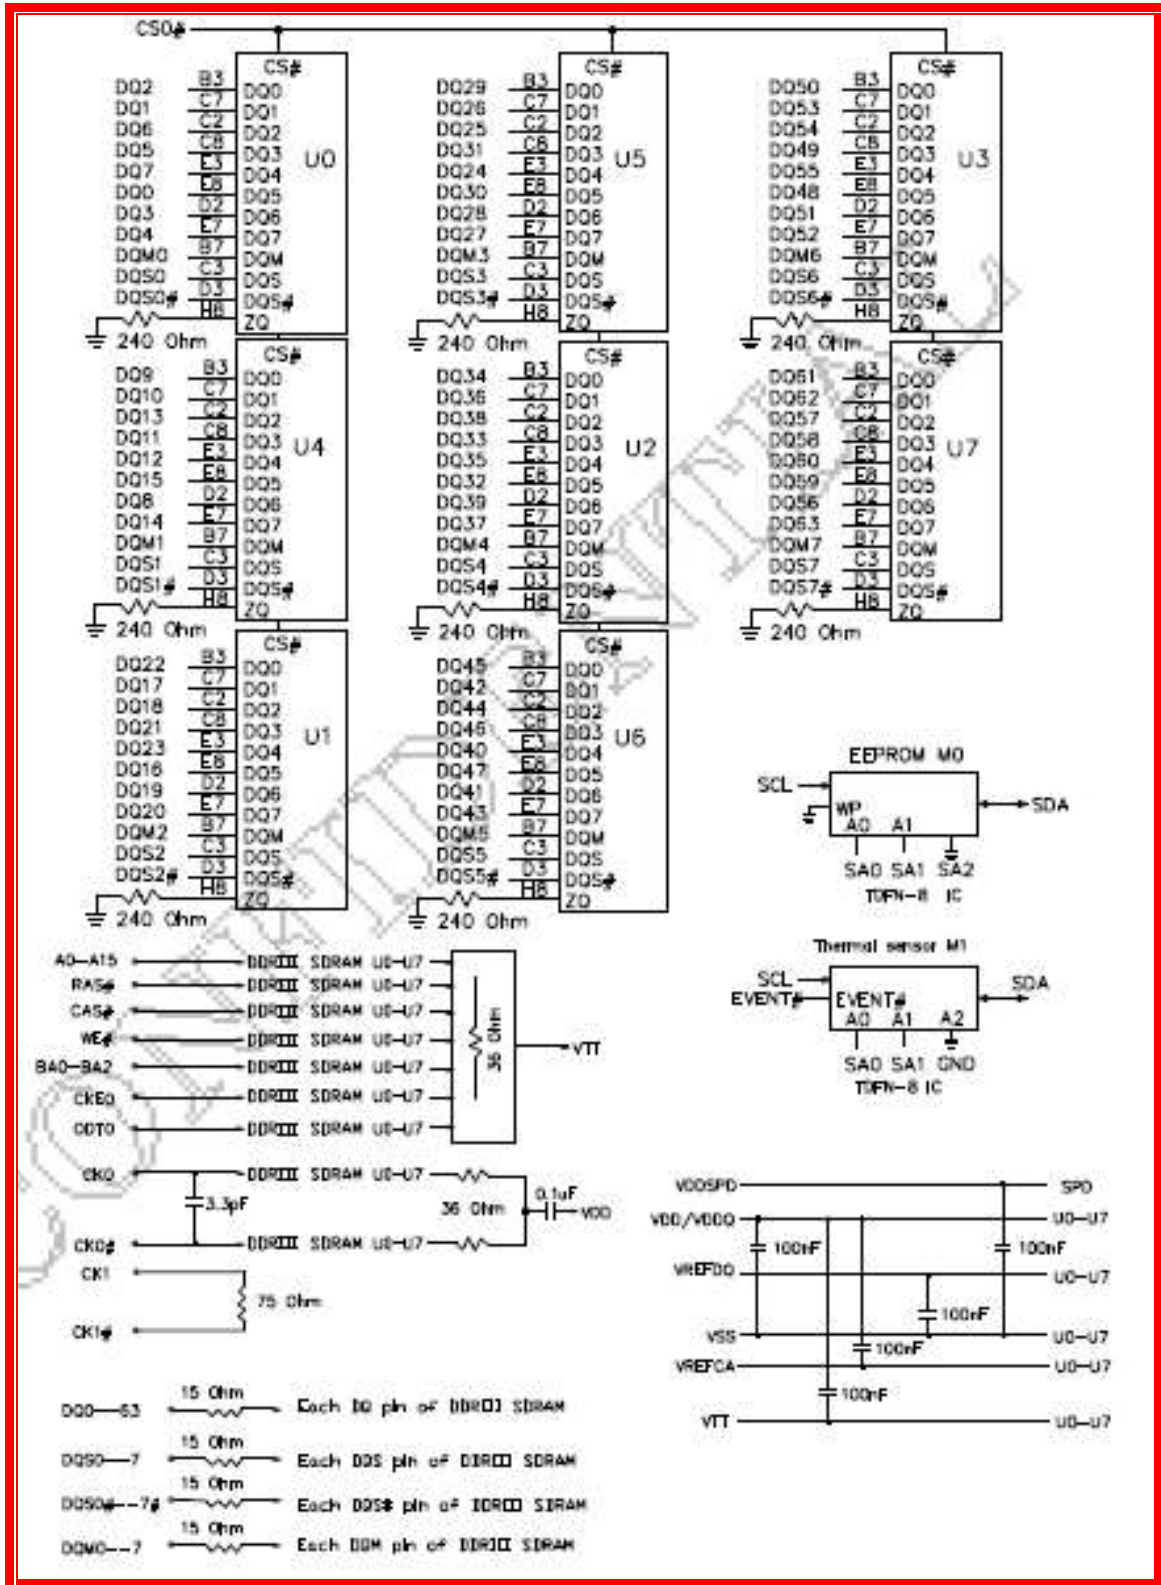 CS0#
CS#
DQ2 B3 DQ0
DQ1 C7 DQ1
DQ6 C2 DQ2
DQ5 C8 DQ3
U0
DQ7 E3 DQ4
DQ0 E8 DQ5
DQ3 D2 DQ6
DQ4 E7 DQ7
DQM0 B7 DQM
DQS0 C3 DQS
DQS0# D3 DQS#
H8 ZQ
240 Ohm
CS#
DQ9 B3 DQ0
DQ10 C7 DQ1
DQ13 C2 DQ2
DQ11 C8 DQ3
U4
DQ12 E3 DQ4
DQ15 E8 DQ5
DQ8 D2 DQ6
DQ14 E7 DQ7
DQM1 B7 DQM
DQS1 C3 DQS
DQS1# D3 DQS#
H8 ZQ
240 Ohm
CS#
DQ22 B3 DQ0
DQ17 C7 DQ1
DQ18 C2 DQ2
DQ21 C8 DQ3
U1
DQ23 E3 DQ4
DQ16 E8 DQ5
DQ19 D2 DQ6
DQ20 E7 DQ7
DQM2 B7 DQM
DQS2 C3 DQS
DQS2# D3 DQS#
H8 ZQ
240 Ohm
CS#
DQ29 B3 DQ0
DQ26 C7 DQ1
DQ25 C2 DQ2
DQ31 C8 DQ3
U5
DQ24 E3 DQ4
DQ30 E8 DQ5
DQ28 D2 DQ6
DQ27 E7 DQ7
DQM3 B7 DQM
DQS3 C3 DQS
DQS3# D3 DQS#
H8 ZQ
240 Ohm
CS#
DQ34 B3 DQ0
DQ36 C7 DQ1
DQ38 C2 DQ2
DQ33 C8 DQ3
U2
DQ35 E3 DQ4
DQ32 E8 DQ5
DQ39 D2 DQ6
DQ37 E7 DQ7
DQM4 B7 DQM
DQS4 C3 DQS
DQS4# D3 DQS#
H8 ZQ
240 Ohm
CS#
DQ45 B3 DQ0
DQ42 C7 DQ1
DQ44 C2 DQ2
DQ46 C8 DQ3
U6
DQ40 E3 DQ4
DQ47 E8 DQ5
DQ41 D2 DQ6
DQ43 E7 DQ7
DQM5 B7 DQM
DQS5 C3 DQS
DQS5# D3 DQS#
H8 ZQ
240 Ohm
CS#
DQ50 B3 DQ0
DQ53 C7 DQ1
DQ54 C2 DQ2
DQ49 C8 DQ3
U3
DQ55 E3 DQ4
DQ48 E8 DQ5
DQ51 D2 DQ6
DQ52 E7 DQ7
DQM6 B7 DQM
DQS6 C3 DQS
DQS6# D3 DQS#
H8 ZQ
240 Ohm
CS#
DQ61 B3 DQ0
DQ62 C7 DQ1
DQ57 C2 DQ2
DQ58 C8 DQ3
U7
DQ60 E3 DQ4
DQ59 E8 DQ5
DQ56 D2 DQ6
DQ63 E7 DQ7
DQM7 B7 DQM
DQS7 C3 DQS
DQS7# D3 DQS#
H8 ZQ
240 Ohm
EEPROM M0
SCL
WP
SDA
A0 A1
SA0 SA1 SA2
TDFN-8 IC
Thermal sensor M1
SCL
SDA
EVENT# EVENT#
A0 A1 A2
SA0 SA1 GND
TDFN-8 IC
A0-A15 DDRIII SDRAM U0-U7
RAS# DDRIII SDRAM U0-U7
CAS# DDRIII SDRAM U0-U7
WE# DDRIII SDRAM U0-U7
BA0-BA2 DDRIII SDRAM U0-U7
CKE0 DDRIII SDRAM U0-U7
ODT0 DDRIII SDRAM U0-U7
36 Ohm
VTT
CK0 DDRIII SDRAM U0-U7
3.3pF
36 Ohm
0.1uF
VDD
CK0# DDRIII SDRAM U0-U7
CK1
75 Ohm
CK1#
VDDSPD SPD
VDD/VDDQ U0-U7
100nF 100nF
VREFDQ U0-U7
100nF
VSS U0-U7
100nF
VREFCA U0-U7
100nF
VTT U0-U7
15 Ohm
DQ0--63 Each DQ pin of DDRIII SDRAM
15 Ohm
DQS0--7 Each DQS pin of DDRIII SDRAM
15 Ohm
DQS0#--7# Each DQS# pin of DDRIII SDRAM
15 Ohm
DQM0--7 Each DQM pin of DDRIII SDRAM
CONFIDENTIAL